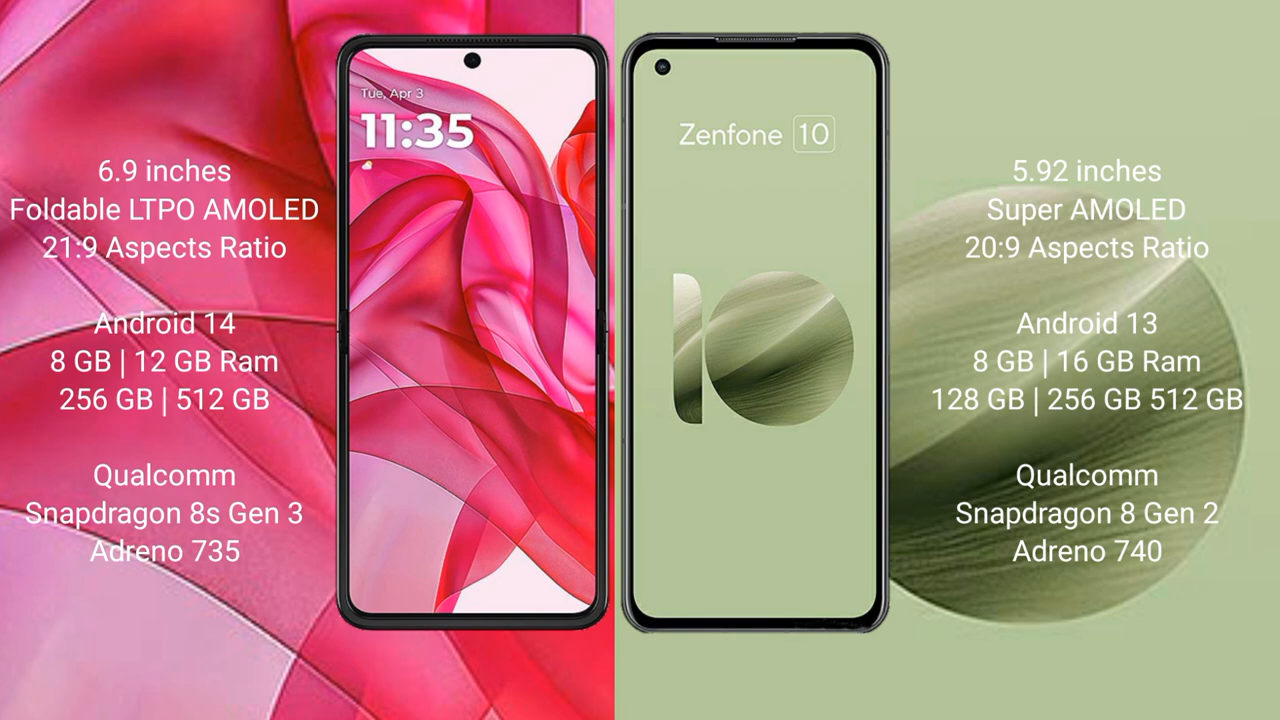 6.9 inches
Foldable LTPO AMOLED
21:9 Aspects Ratio
Android 14
8 GB | 12 GB Ram
256 GB | 512 GB
Qualcomm
Snapdragon 8s Gen 3
Adreno 735
Tue, Apr 3
11:35
Zenfone 10
10
5.92 inches
Super AMOLED
20:9 Aspects Ratio
Android 13
8 GB | 16 GB Ram
128 GB | 256 GB 512 GB
Qualcomm
Snapdragon 8 Gen 2
Adreno 740